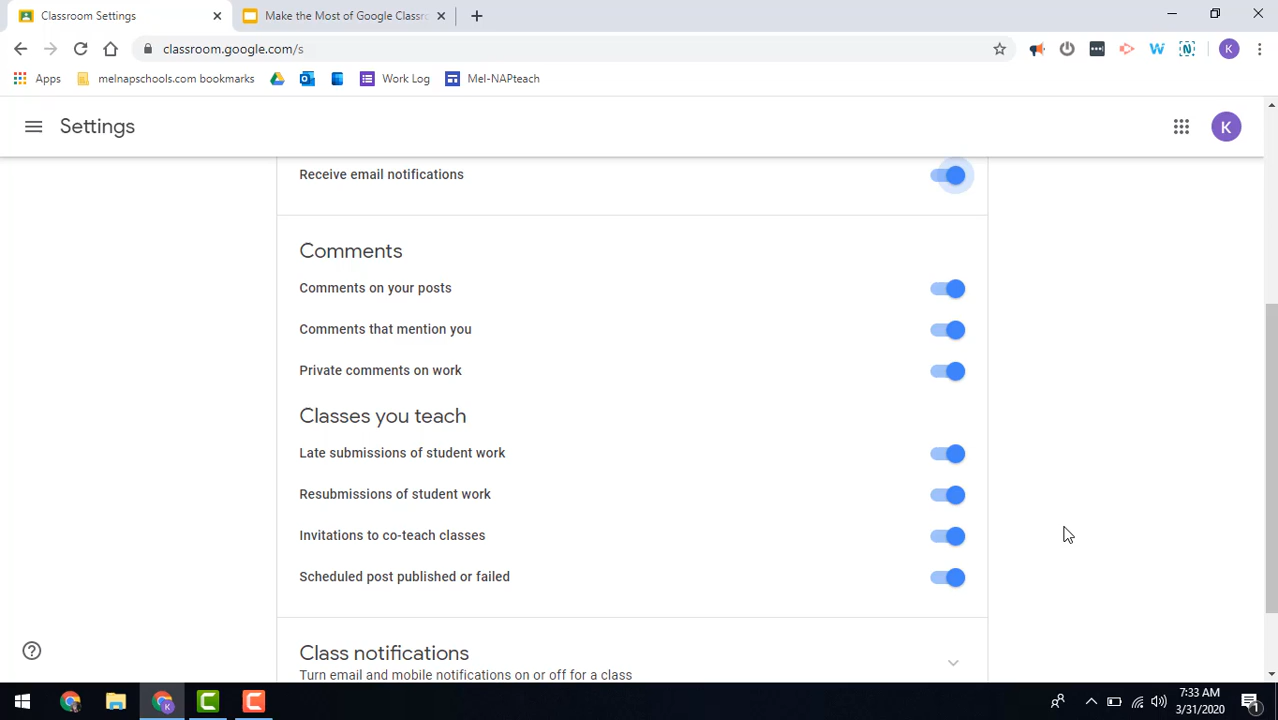 Classroom Settings
Make the Most of Google Classr
classroom.google.com/s
K
Apps
melnapschools.com bookmarks
Work Log
Mel-NAPteach
Settings
K
Receive email notifications
Comments
Comments on your posts
Comments that mention you
Private comments on work
Classes you teach
Late submissions of student work
Resubmissions of student work
Invitations to co-teach classes
Scheduled post published or failed
Class notifications
Turn email and mobile notifications on or off for a class
7:33 AM
3/31/2020